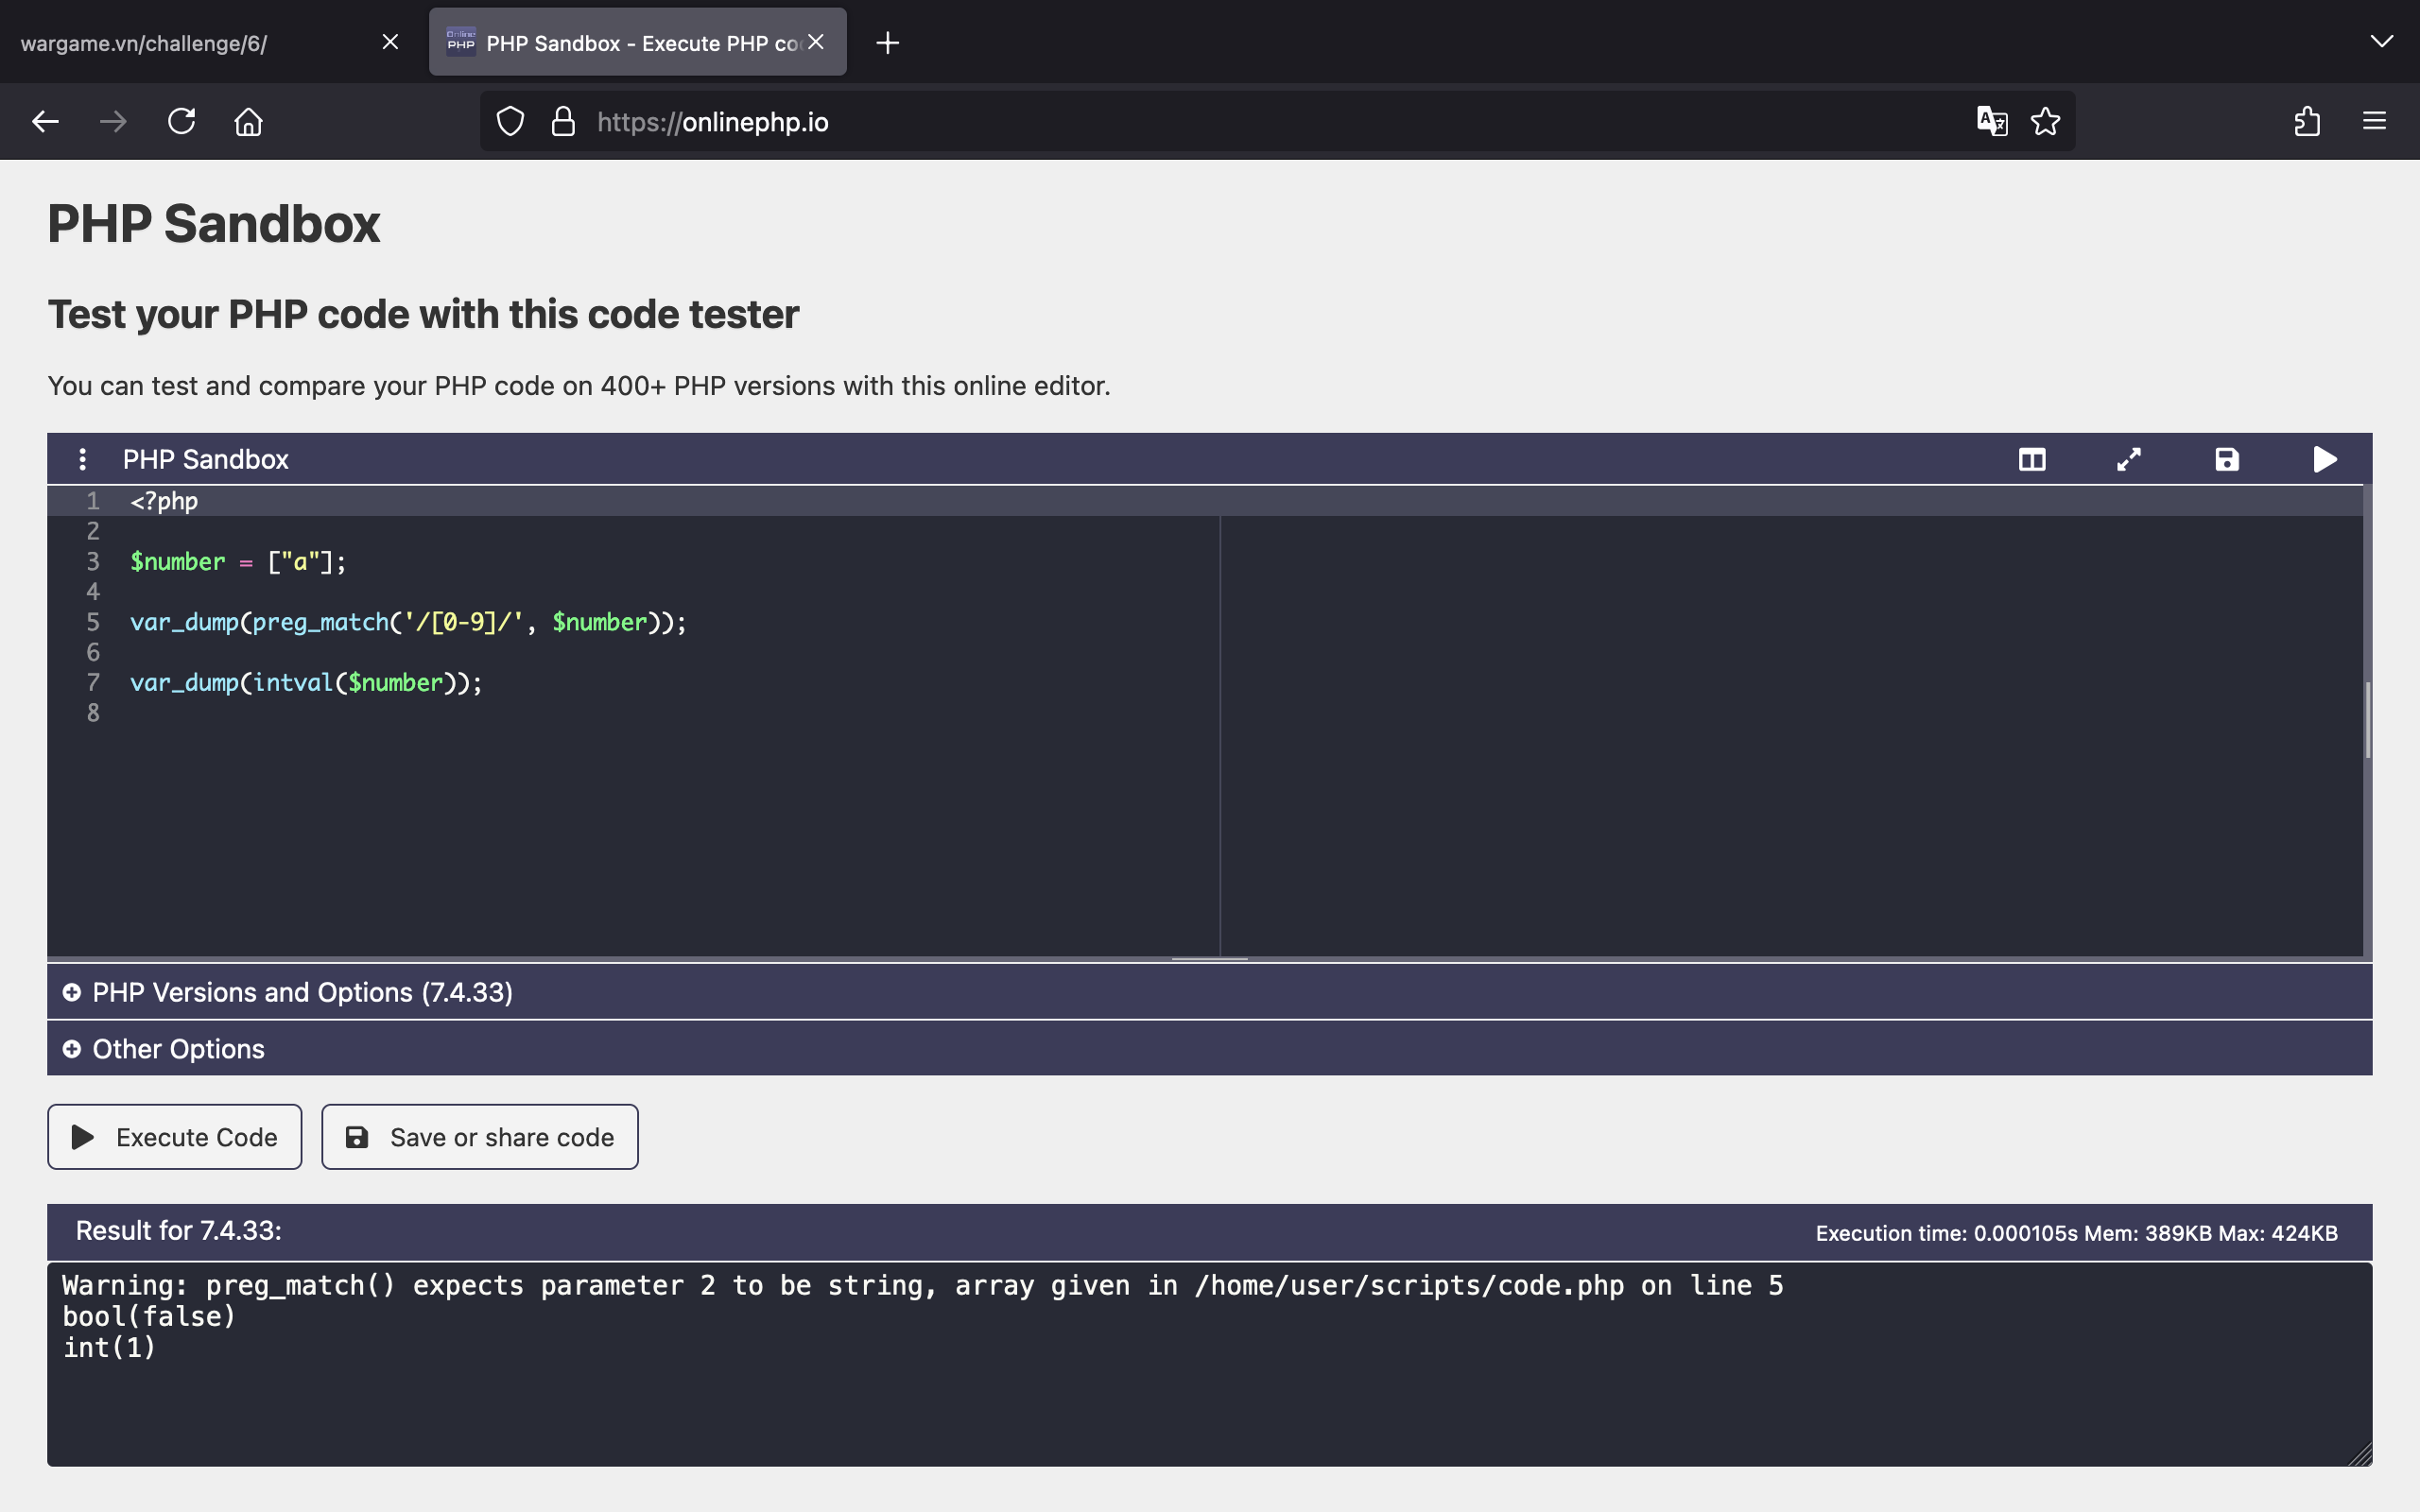 wargame.vn/challenge/6/
Online PHP
PHP Sandbox - Execute PHP co
https://onlinephp.io
PHP Sandbox
Test your PHP code with this code tester
You can test and compare your PHP code on 400+ PHP versions with this online editor.
PHP Sandbox
1 <?php
2
3 $number = ["a"];
4
5 var_dump(preg_match('/[0-9]/', $number));
6
7 var_dump(intval($number));
8
PHP Versions and Options (7.4.33)
Other Options
Execute Code
Save or share code
Result for 7.4.33:
Execution time: 0.000105s Mem: 389KB Max: 424KB
Warning: preg_match() expects parameter 2 to be string, array given in /home/user/scripts/code.php on line 5
bool(false)
int(1)